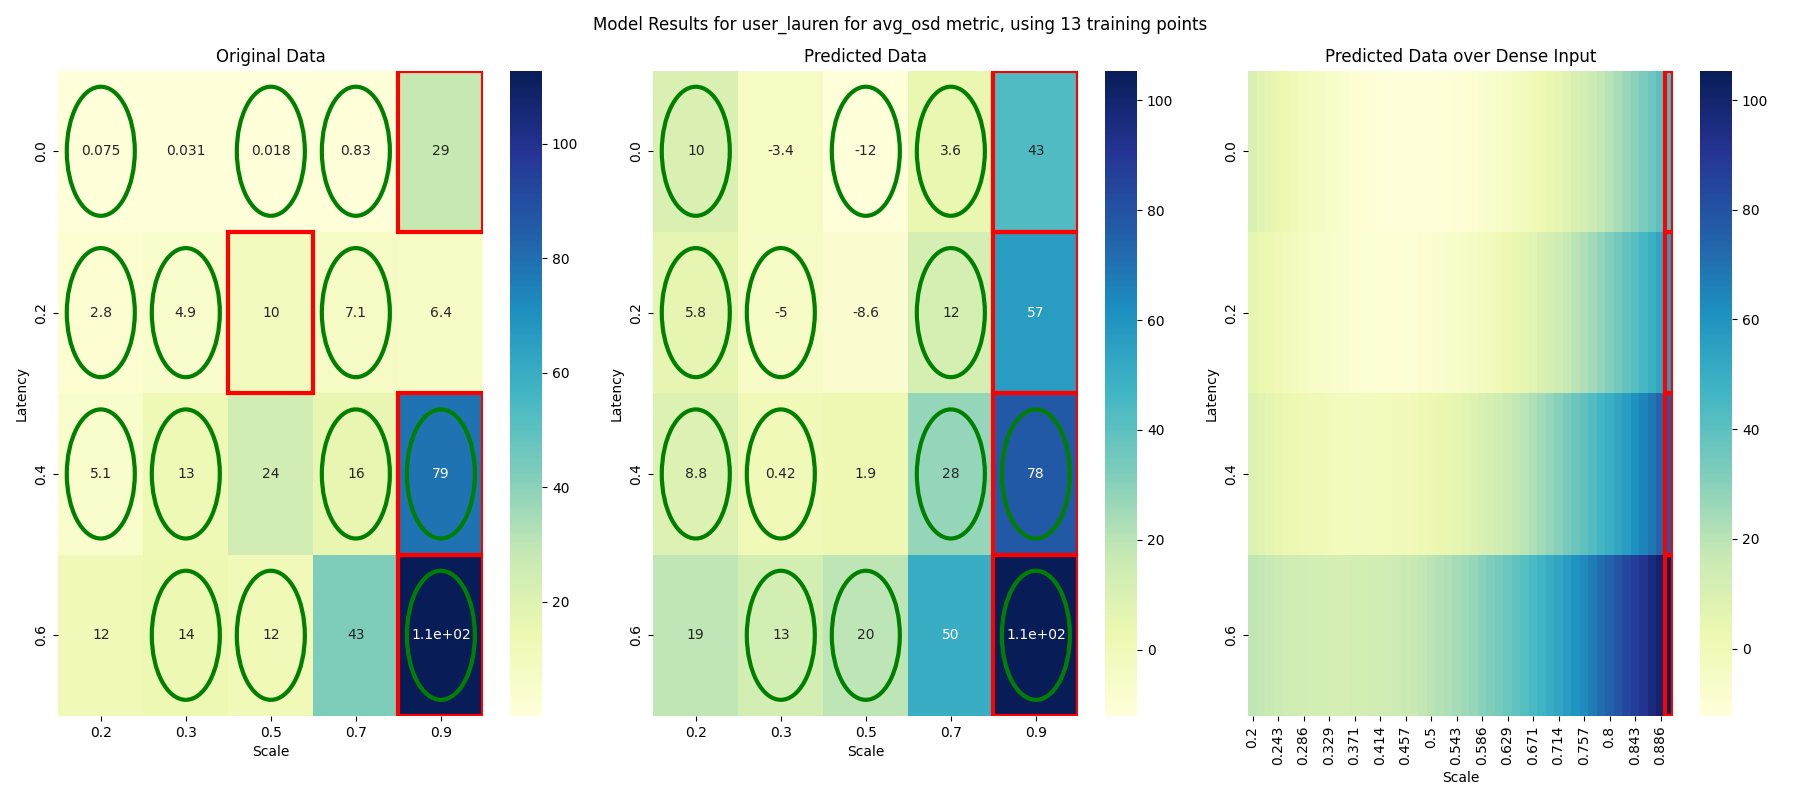 Model Results for user_lauren for avg_osd metric, using 13 training points
Original Data
0.0
0.075 0.031 0.018 0.83 29
0.2
2.8 4.9 10 7.1 6.4
0.4
5.1 13 24 16 79
0.6
12 14 12 43 1.1e+02
Latency
0.2 0.3 0.5 0.7 0.9
Scale
100
80
60
40
20
Predicted Data
0.0
10 -3.4 -12 3.6 43
0.2
5.8 -5 -8.6 12 57
0.4
8.8 0.42 1.9 28 78
0.6
19 13 20 50 1.1e+02
Latency
0.2 0.3 0.5 0.7 0.9
Scale
100
80
60
40
20
0
Predicted Data over Dense Input
0.0
0.2
0.4
0.6
Latency
0.2 0.243 0.286 0.329 0.371 0.414 0.457 0.5 0.543 0.586 0.629 0.671 0.714 0.757 0.8 0.843 0.886
Scale
100
80
60
40
20
0